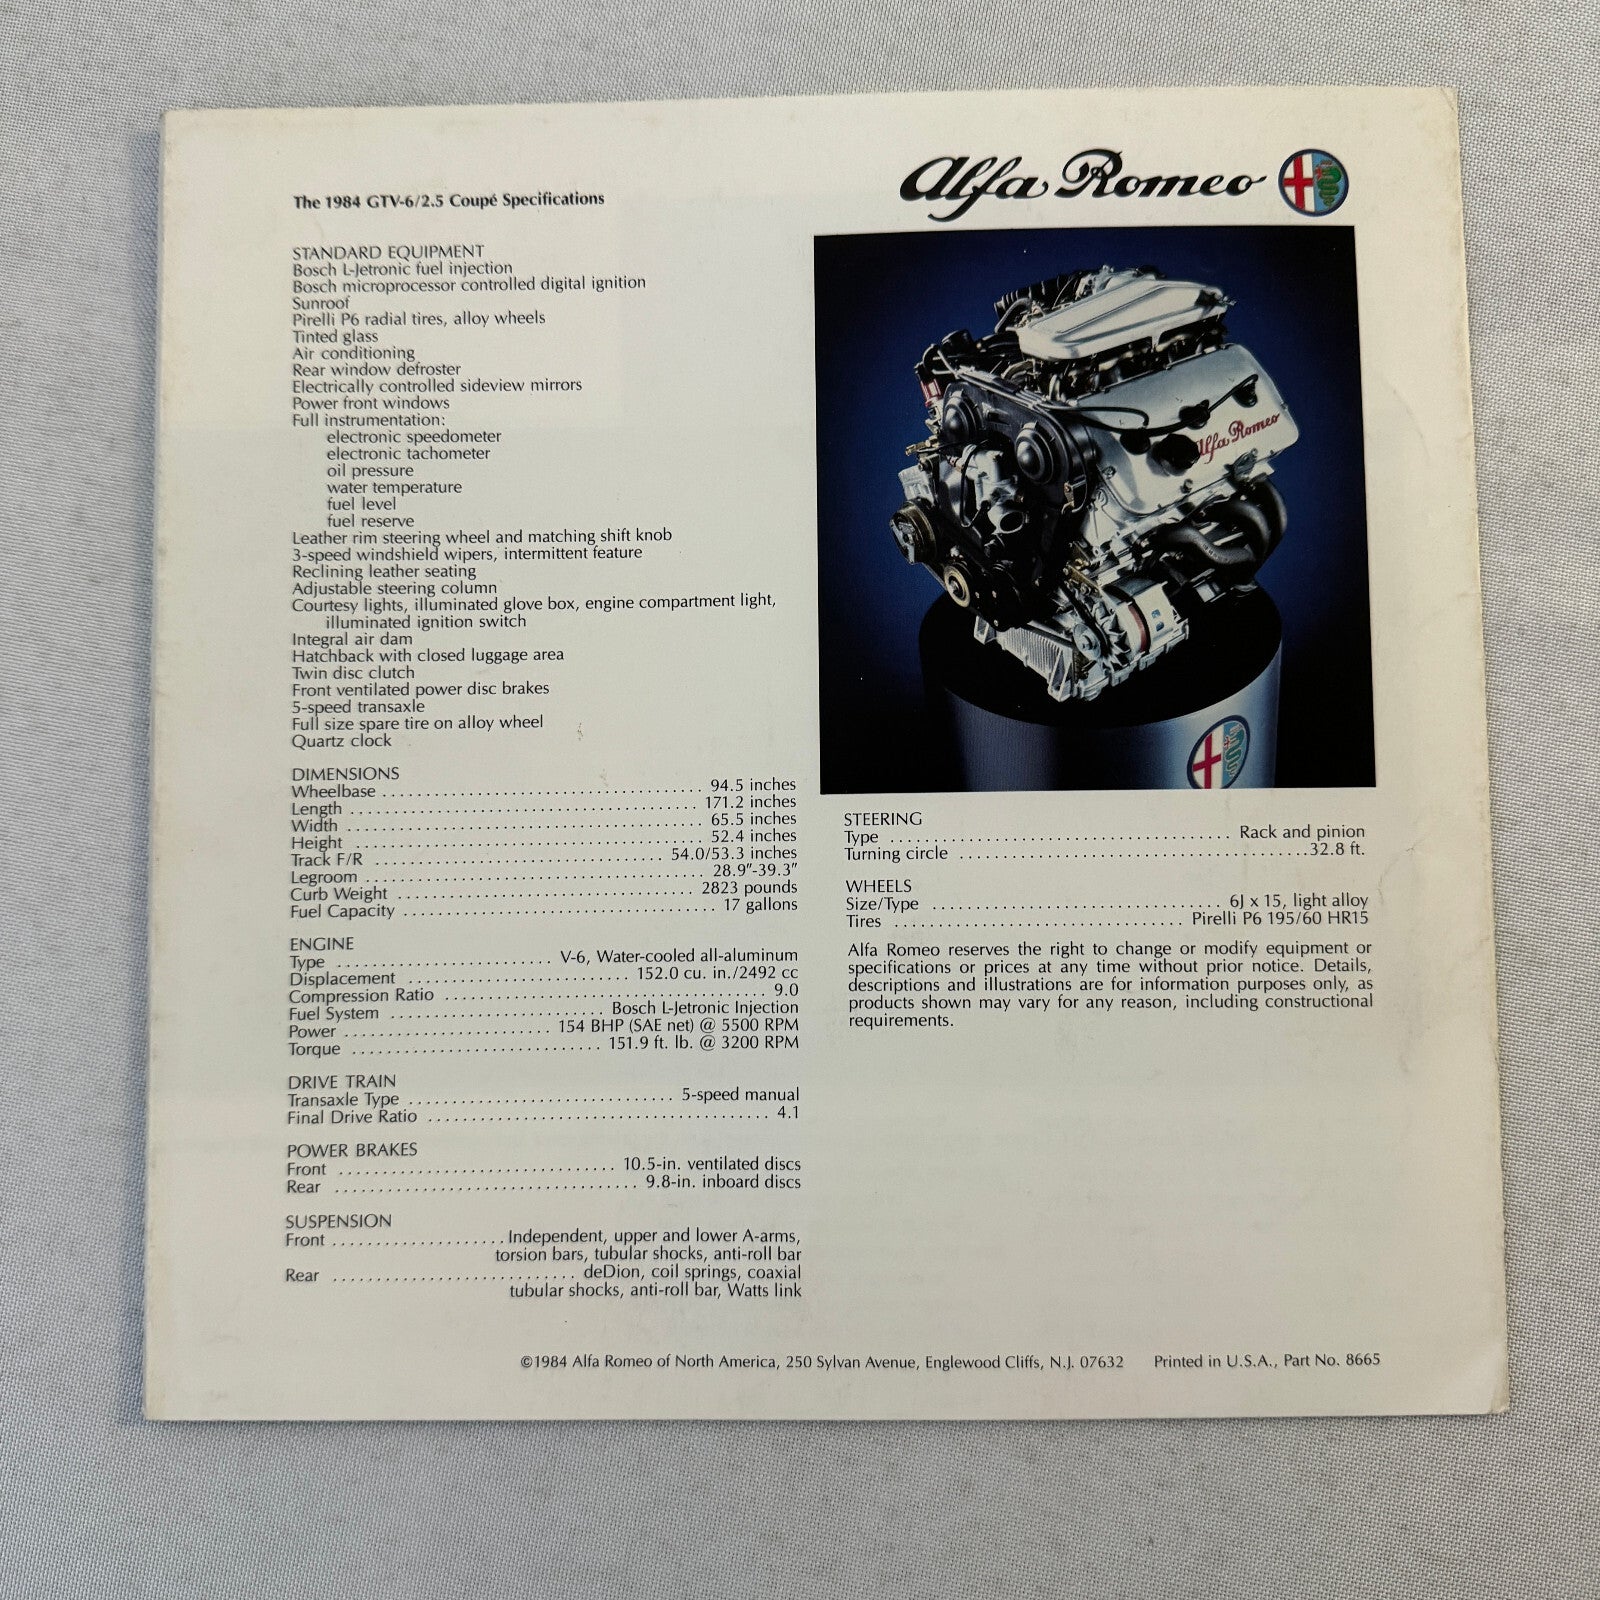 The 1984 GTV-6/2.5 Coupé Specifications
STANDARD EQUIPMENT
Bosch L-Jetronic fuel injection
Bosch microprocessor controlled digital ignition
Sunroof
Pirelli P6 radial tires, alloy wheels
Tinted glass
Air conditioning
Rear window defroster
Electrically controlled sideview mirrors
Power front windows
Full instrumentation:
electronic speedometer
electronic tachometer
oil pressure
water temperature
fuel level
fuel reserve
Leather rim steering wheel and matching shift knob
3-speed windshield wipers, intermittent feature
Reclining leather seating
Adjustable steering column
Courtesy lights, illuminated glove box, engine compartment light,
illuminated ignition switch
Integral air dam
Hatchback with closed luggage area
Twin disc clutch
Front ventilated power disc brakes
5-speed transaxle
Full size spare tire on alloy wheel
Quartz clock
DIMENSIONS
Wheelbase ........ 94.5 inches
Length ........ 171.2 inches
Width ........ 65.5 inches
Height ........ 52.4 inches
Track F/R ........ 54.0/53.3 inches
Legroom ........ 28.9"-39.3"
Curb Weight ........ 2823 pounds
Fuel Capacity ........ 17 gallons
ENGINE
Type ........ V-6, Water-cooled all-aluminum
Displacement ........ 152.0 cu. in./2492 cc
Compression Ratio ........ 9.0
Fuel System ........ Bosch L-Jetronic Injection
Power ........ 154 BHP (SAE net) @ 5500 RPM
Torque ........ 151.9 ft. lb. @ 3200 RPM
DRIVE TRAIN
Transaxle Type ........ 5-speed manual
Final Drive Ratio ........ 4.1
POWER BRAKES
Front ........ 10.5-in. ventilated discs
Rear ........ 9.8-in. inboard discs
SUSPENSION
Front ........ Independent, upper and lower A-arms,
torsion bars, tubular shocks, anti-roll bar
Rear ........ deDion, coil springs, coaxial
tubular shocks, anti-roll bar, Watts link
Alfa Romeo
Alfa Romeo
STEERING
Type ........ Rack and pinion
Turning circle ........ 32.8 ft.
WHEELS
Size/Type ........ 6J x 15, light alloy
Tires ........ Pirelli P6 195/60 HR15
Alfa Romeo reserves the right to change or modify equipment or
specifications or prices at any time without prior notice. Details,
descriptions and illustrations are for information purposes only, as
products shown may vary for any reason, including constructional
requirements.
©1984 Alfa Romeo of North America, 250 Sylvan Avenue, Englewood Cliffs, N.J. 07632 Printed in U.S.A., Part No. 8665